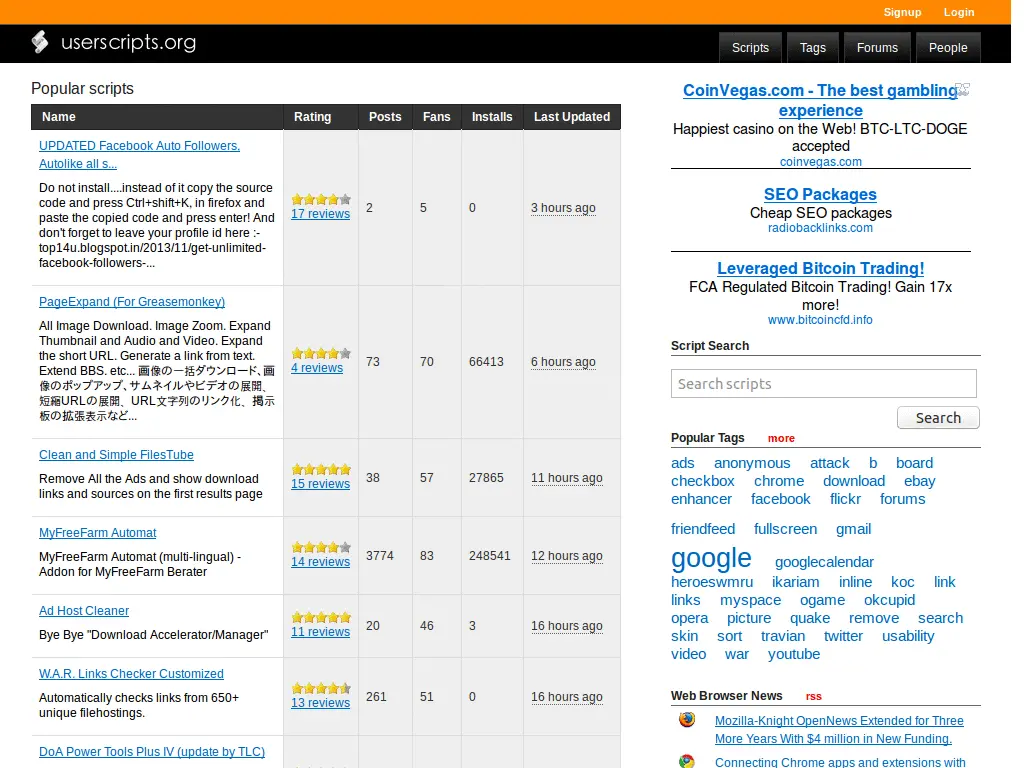 Signup Login
userscripts.org
Scripts Tags Forums People
Popular scripts
Name Rating Posts Fans Installs Last Updated
UPDATED Facebook Auto Followers,
Autolike all s...
Do not install....instead of it copy the source
code and press Ctrl+shift+K, in firefox and
paste the copied code and press enter! And
don't forget to leave your profile id here :-
top14u.blogspot.in/2013/11/get-unlimited-
facebook-followers-...
17 reviews 2 5 0 3 hours ago
PageExpand (For Greasemonkey)
All Image Download. Image Zoom. Expand
Thumbnail and Audio and Video. Expand
the short URL. Generate a link from text.
Extend BBS. etc... 画像の一括ダウンロード、画
像のポップアップ、サムネイルやビデオの展開、
短縮URLの展開、URL文字列のリンク化、掲示
板の拡張表示など...
4 reviews 73 70 66413 6 hours ago
Clean and Simple FilesTube
Remove All the Ads and show download
links and sources on the first results page
15 reviews 38 57 27865 11 hours ago
MyFreeFarm Automat
MyFreeFarm Automat (multi-lingual) -
Addon for MyFreeFarm Berater
14 reviews 3774 83 248541 12 hours ago
Ad Host Cleaner
Bye Bye "Download Accelerator/Manager"
11 reviews 20 46 3 16 hours ago
W.A.R. Links Checker Customized
Automatically checks links from 650+
unique filehostings.
13 reviews 261 51 0 16 hours ago
DoA Power Tools Plus IV (update by TLC)
CoinVegas.com - The best gambling
experience
Happiest casino on the Web! BTC-LTC-DOGE
accepted
coinvegas.com
SEO Packages
Cheap SEO packages
radiobacklinks.com
Leveraged Bitcoin Trading!
FCA Regulated Bitcoin Trading! Gain 17x
more!
www.bitcoincfd.info
Script Search
Search scripts
Search
Popular Tags more
ads anonymous attack b board
checkbox chrome download ebay
enhancer facebook flickr forums
friendfeed fullscreen gmail
google googlecalendar
heroeswmru ikariam inline koc link
links myspace ogame okcupid
opera picture quake remove search
skin sort travian twitter usability
video war youtube
Web Browser News rss
Mozilla-Knight OpenNews Extended for Three
More Years With $4 million in New Funding.
Connecting Chrome apps and extensions with